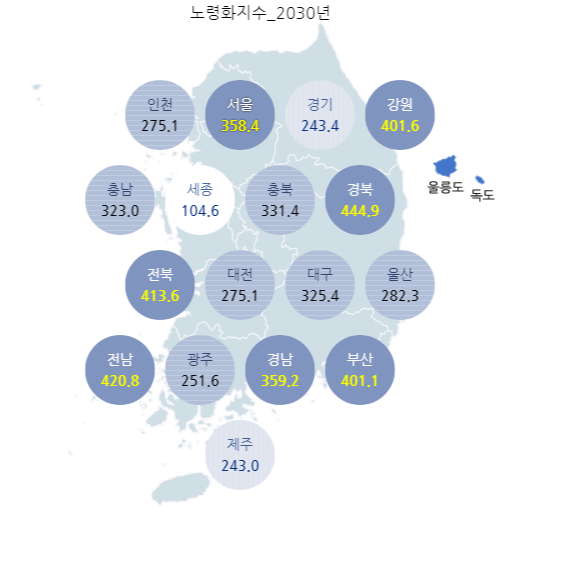 노령화지수_2030년
인천
275.1
서울
358.4
경기
243.4
강원
401.6
울릉도
독도
충남
323.0
세종
104.6
충북
331.4
경북
444.9
전북
413.6
대전
275.1
대구
325.4
울산
282.3
전남
420.8
광주
251.6
경남
359.2
부산
401.1
제주
243.0